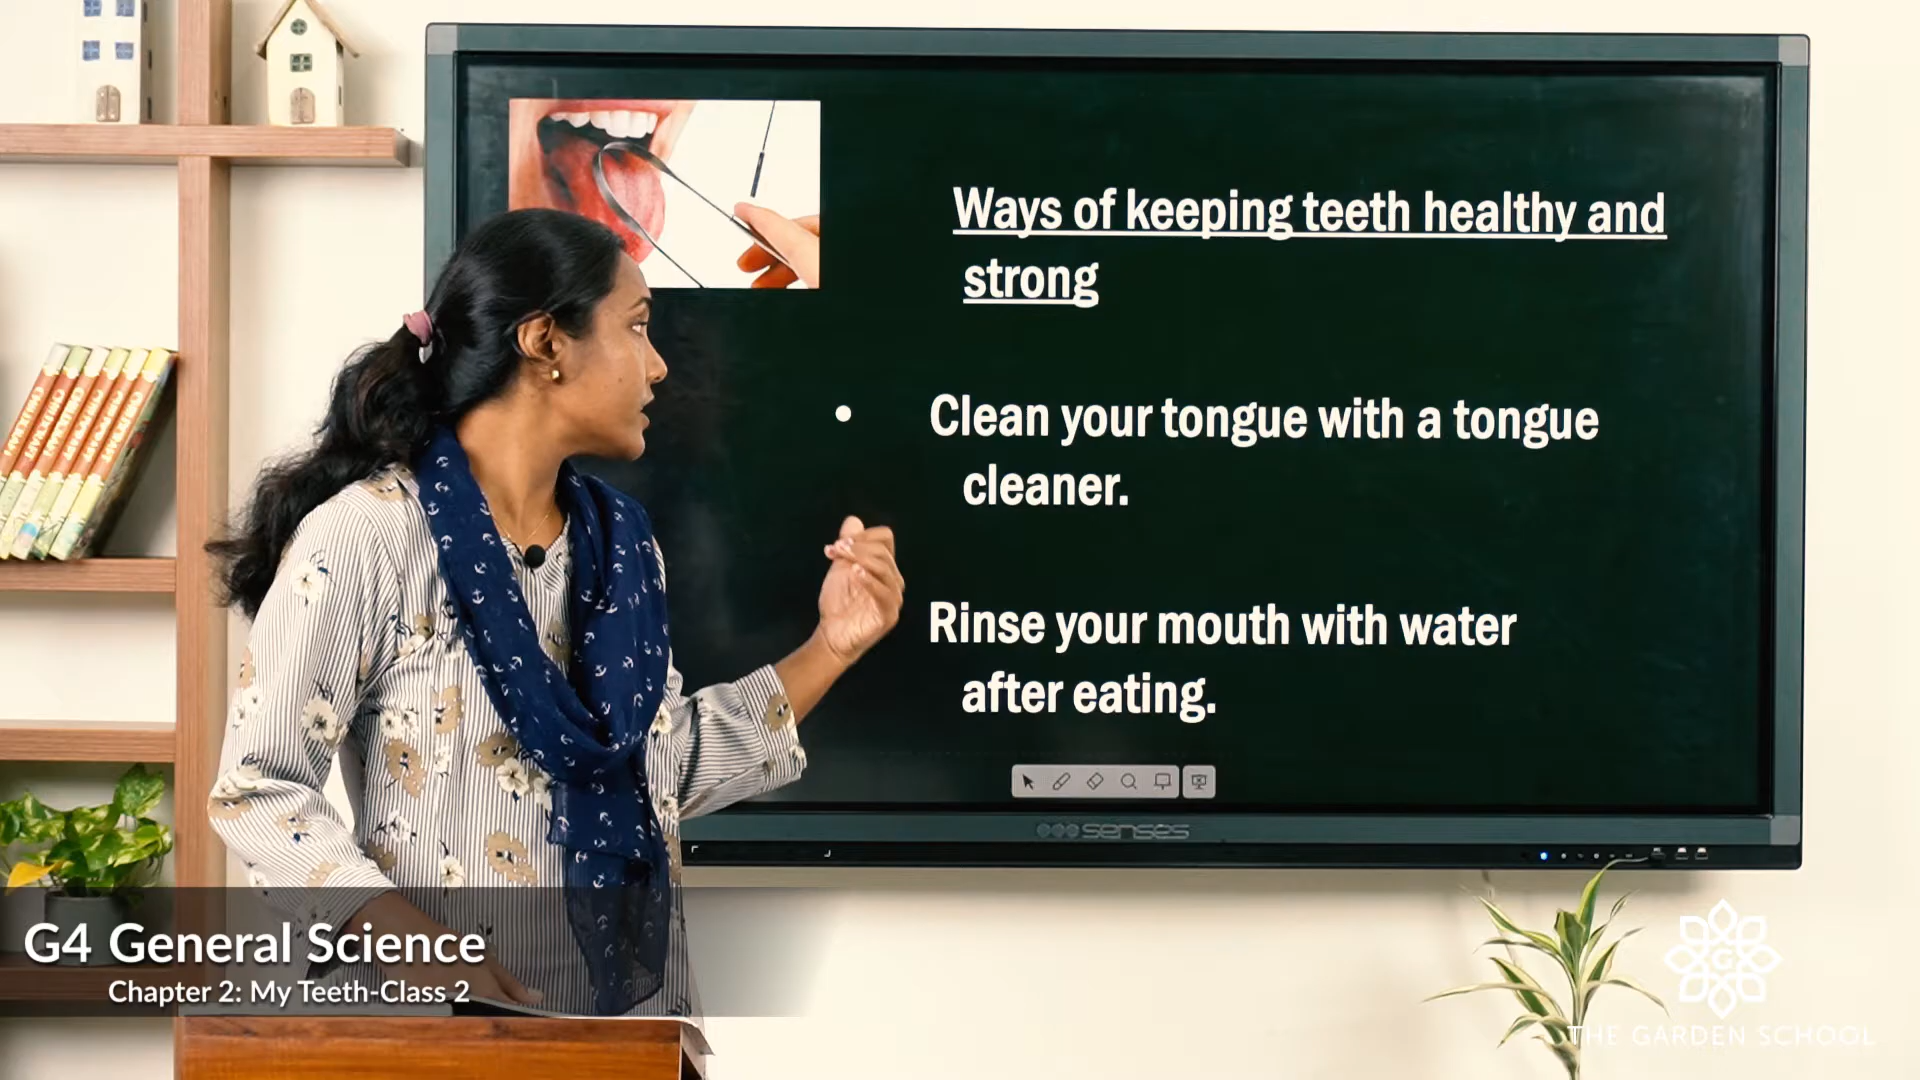 Ways of keeping teeth healthy and
strong
• Clean your tongue with a tongue
cleaner.
Rinse your mouth with water
after eating.
senses
G4 General Science
Chapter 2: My Teeth-Class 2
G
THE GARDEN SCHOOL